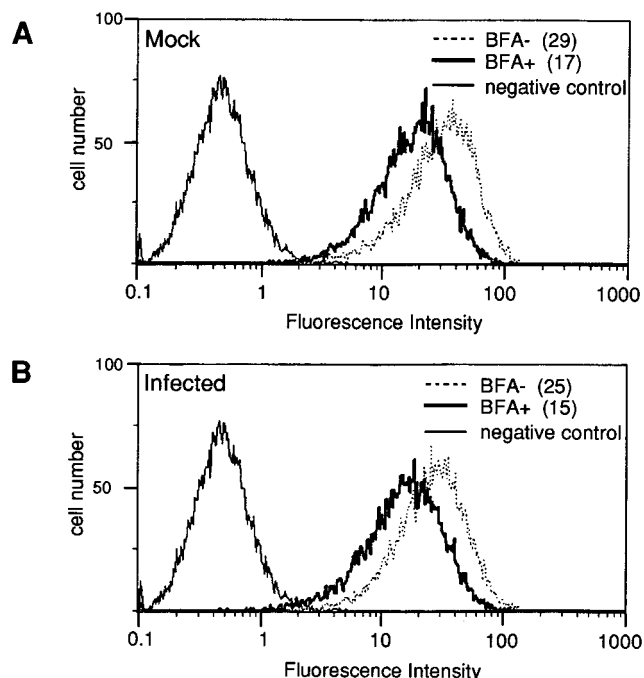 A
Mock
BFA- (29)
BFA+ (17)
negative control
cell number
100
50
0
0.1 1 10 100 1000
Fluorescence Intensity
B
Infected
BFA- (25)
BFA+ (15)
negative control
cell number
100
50
0
0.1 1 10 100 1000
Fluorescence Intensity